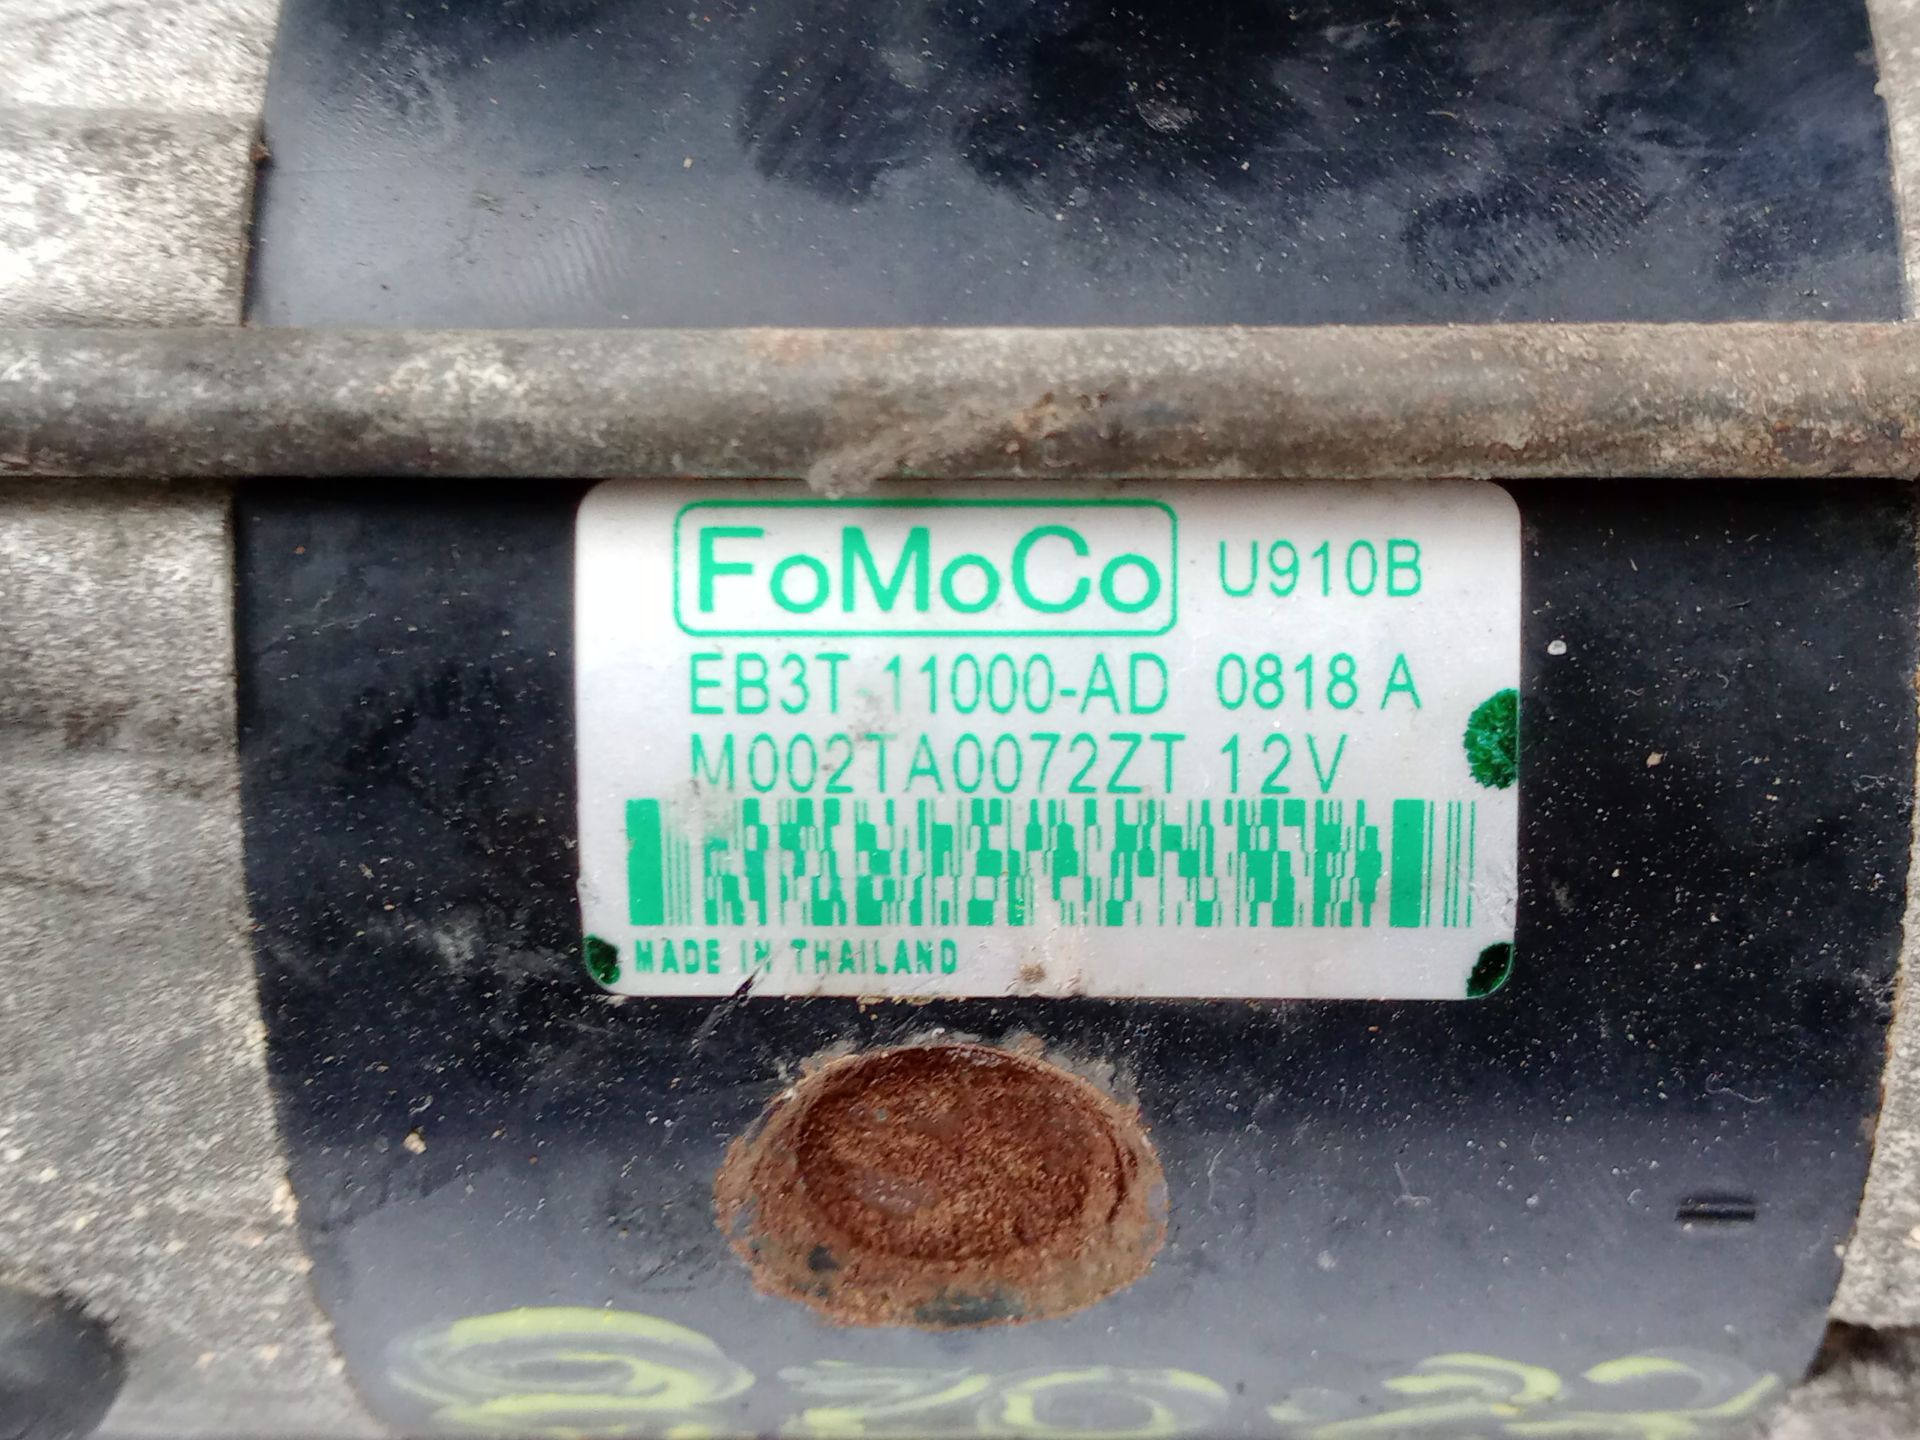 FoMoCo U910B
EB3T-11000-AD 0818 A
M002TA0072ZT 12V
MADE IN THAILAND